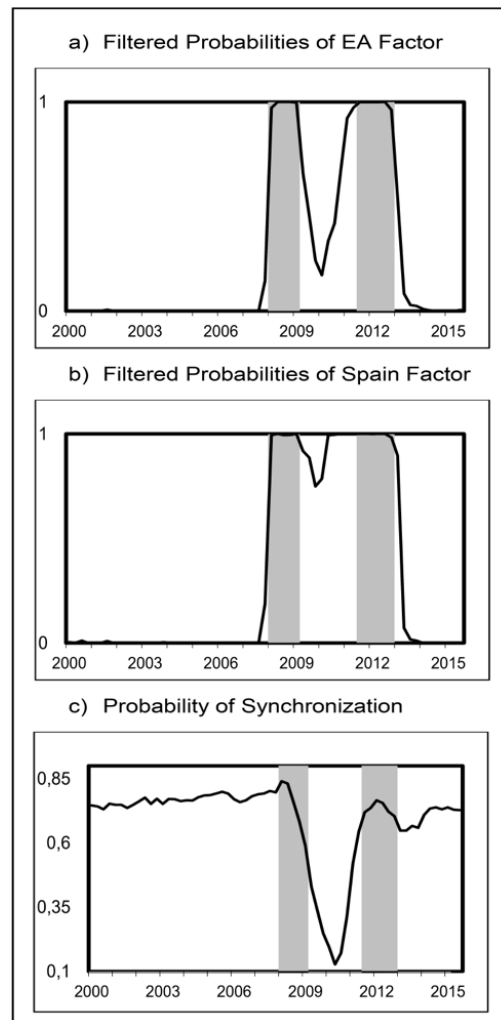 a) Filtered Probabilities of EA Factor
1
0
2000 2003 2006 2009 2012 2015
b) Filtered Probabilities of Spain Factor
1
0
2000 2003 2006 2009 2012 2015
c) Probability of Synchronization
0,85
0,6
0,35
0,1
2000 2003 2006 2009 2012 2015